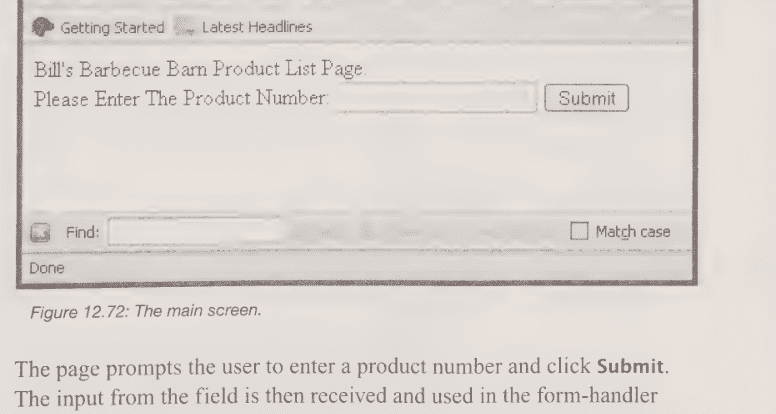 Getting Started Latest Headlines
Bill's Barbecue Barn Product List Page.
Please Enter The Product Number: Submit
Find: Match case
Done
Figure 12.72: The main screen.
The page prompts the user to enter a product number and click Submit.
The input from the field is then received and used in the form-handler